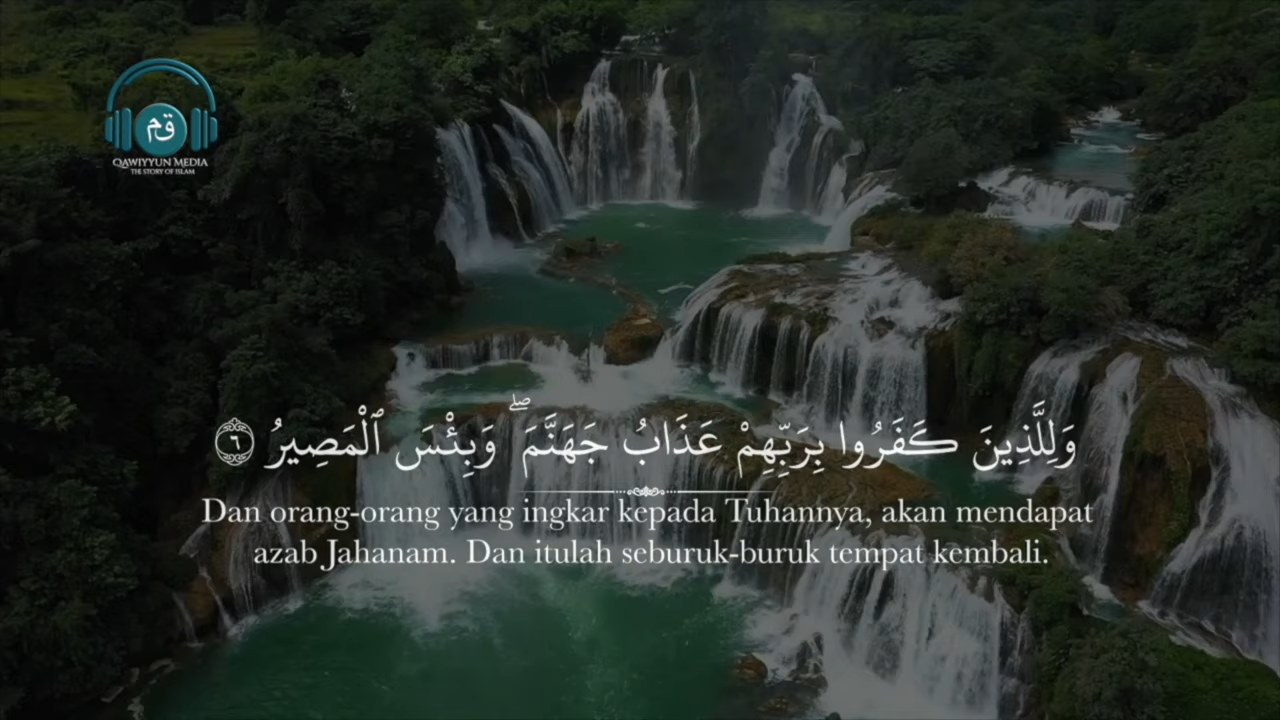 قم
QAWIYYUN MEDIA
THE STORY OF ISLAM
وَلِلَّذِينَ كَفَرُوا بِرَبِّهِمْ عَذَابُ جَهَنَّمَ ۖ وَبِئْسَ ٱلْمَصِيرُ ٦
Dan orang-orang yang ingkar kepada Tuhannya, akan mendapat
azab Jahanam. Dan itulah seburuk-buruk tempat kembali.